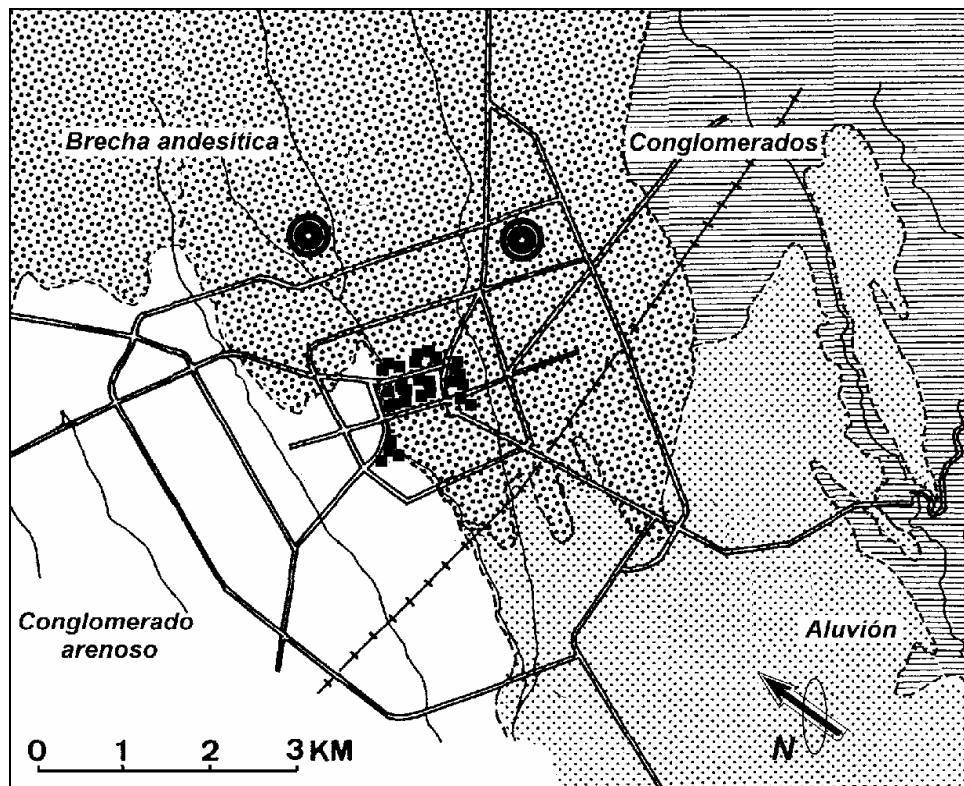 Brecha andesítica
Conglomerados
Conglomerado
arenoso
Aluvión
N
0 1 2 3 KM